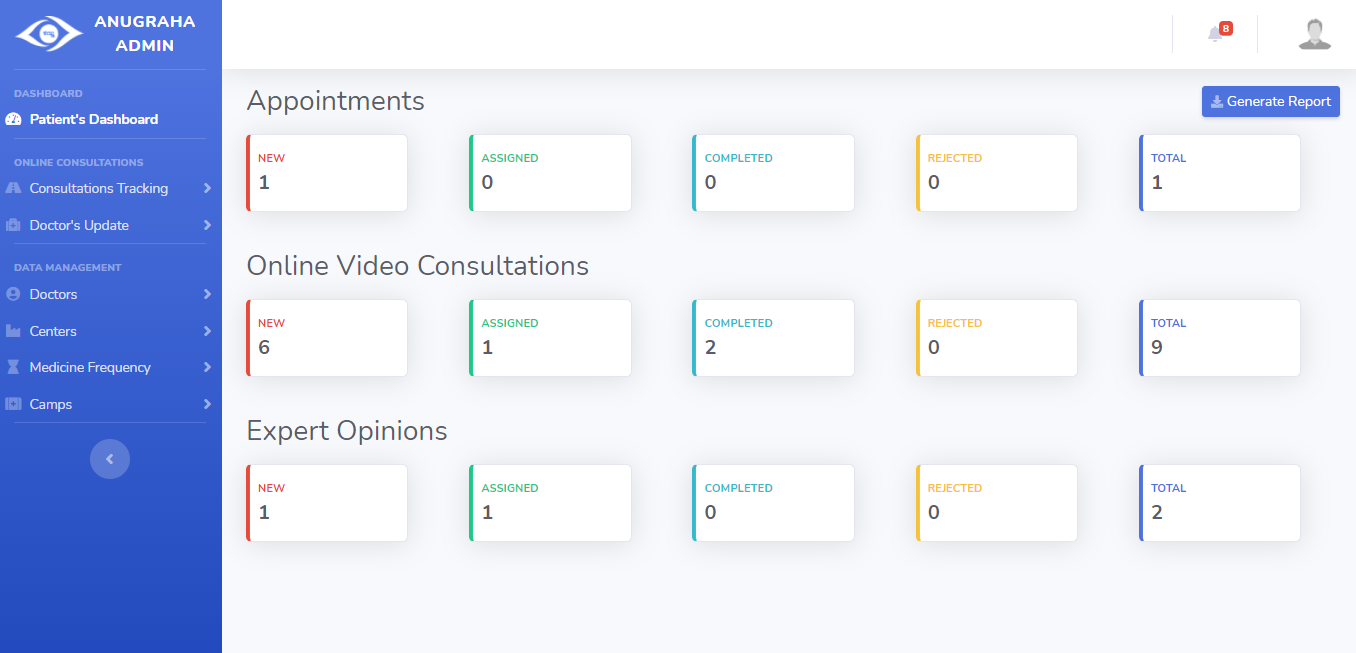 ANUGRAHA
ADMIN
8
DASHBOARD
Patient's Dashboard
ONLINE CONSULTATIONS
Consultations Tracking
Doctor's Update
DATA MANAGEMENT
Doctors
Centers
Medicine Frequency
Camps
Appointments
Generate Report
NEW
1
ASSIGNED
0
COMPLETED
0
REJECTED
0
TOTAL
1
Online Video Consultations
NEW
6
ASSIGNED
1
COMPLETED
2
REJECTED
0
TOTAL
9
Expert Opinions
NEW
1
ASSIGNED
1
COMPLETED
0
REJECTED
0
TOTAL
2